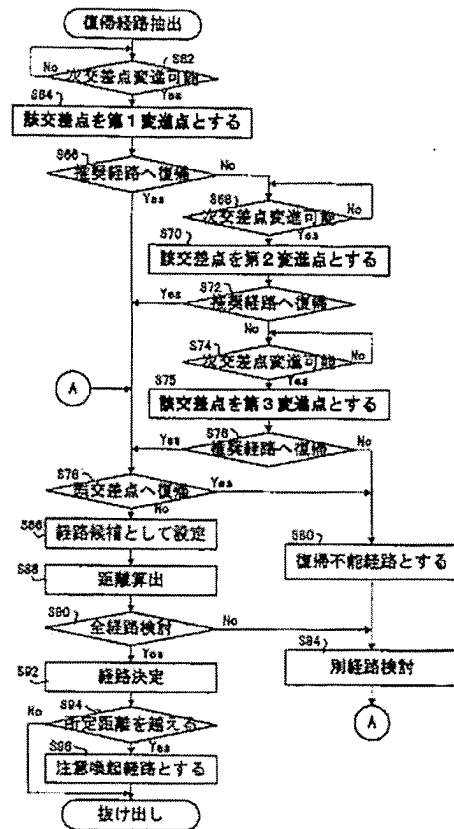 復帰経路抽出
S62
次交差点変進可能
No
Yes
S64
該交差点を第1変進点とする
S66
推奨経路へ復帰
No
Yes
S68
次交差点変進可能
No
Yes
S70
該交差点を第2変進点とする
S72
推奨経路へ復帰
Yes
No
S74
次交差点変進可能
No
Yes
S75
該交差点を第3変進点とする
A
S76
推奨経路へ復帰
Yes
No
S76
若交差点へ復帰
Yes
No
S86
経路候補として設定
S80
復帰不能経路とする
S88
距離算出
S90
全経路検討
No
Yes
S84
別経路検討
S92
経路決定
A
S94
所定距離を越える
No
Yes
S96
注意喚起経路とする
抜け出し